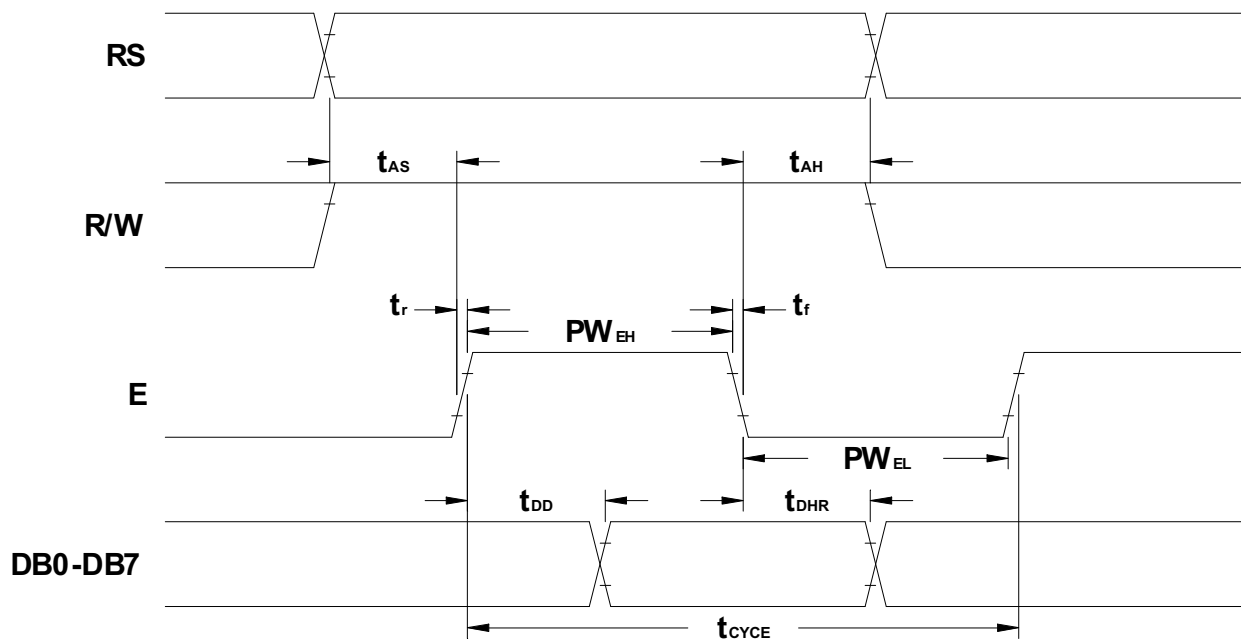 RS
tAS
tAH
R/W
tr
tf
PWEH
E
PWEL
tDD
tDHR
DB0-DB7
tCYCE